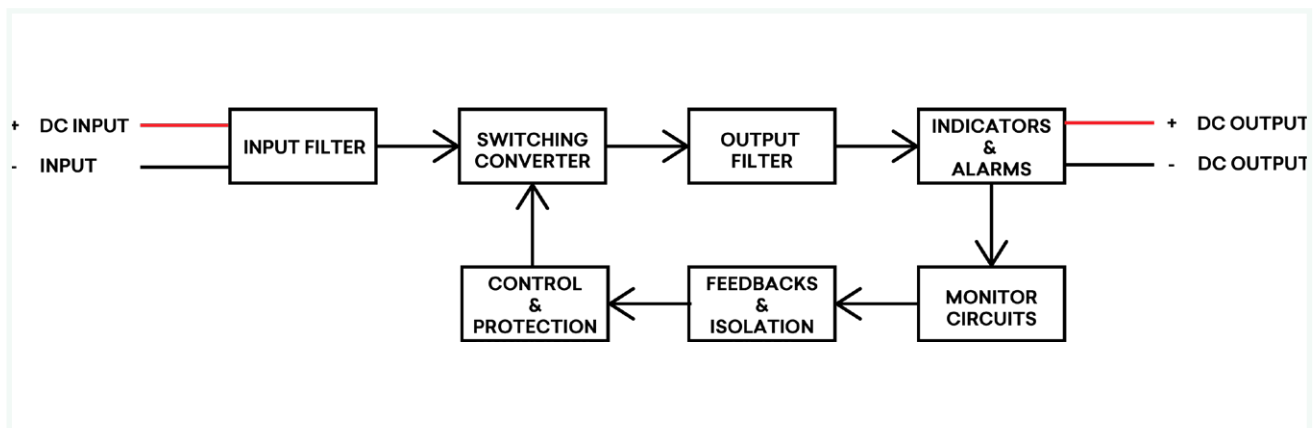 + DC INPUT
- INPUT
INPUT FILTER
SWITCHING
CONVERTER
OUTPUT
FILTER
INDICATORS
&
ALARMS
+ DC OUTPUT
- DC OUTPUT
CONTROL
&
PROTECTION
FEEDBACKS
&
ISOLATION
MONITOR
CIRCUITS